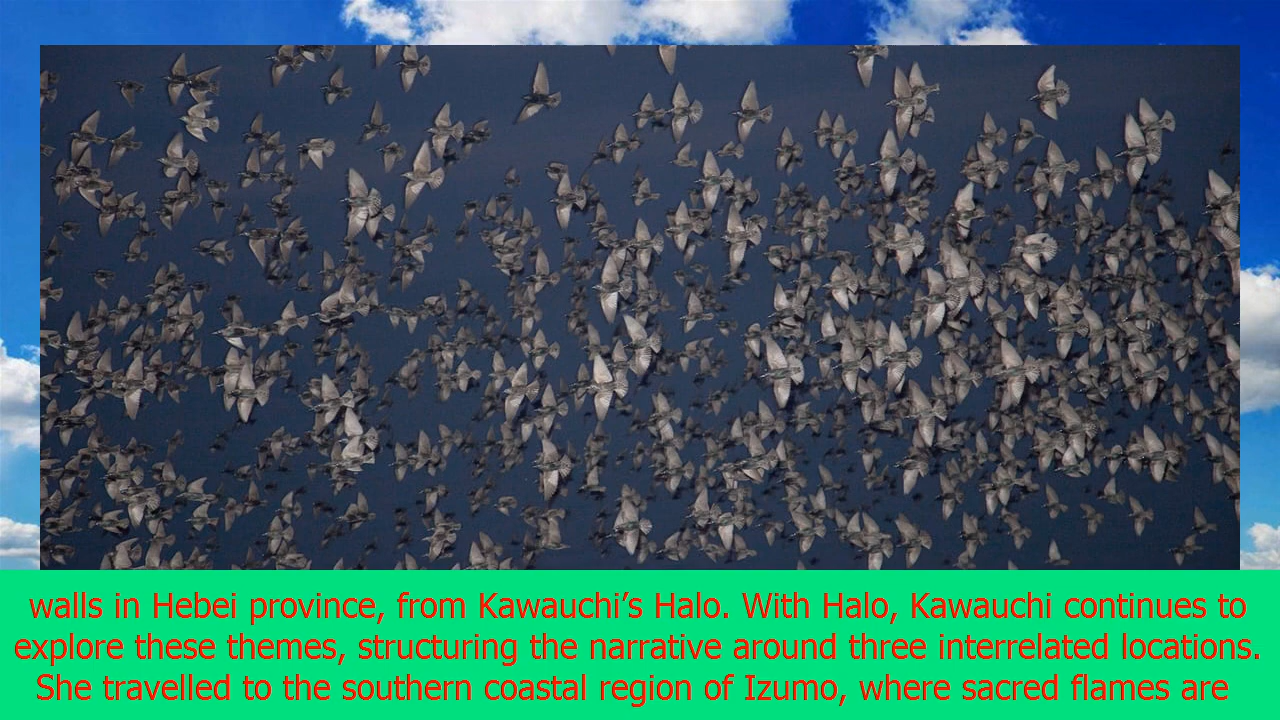 walls in Hebei province, from Kawauchi’s Halo. With Halo, Kawauchi continues to
explore these themes, structuring the narrative around three interrelated locations.
She travelled to the southern coastal region of Izumo, where sacred flames are